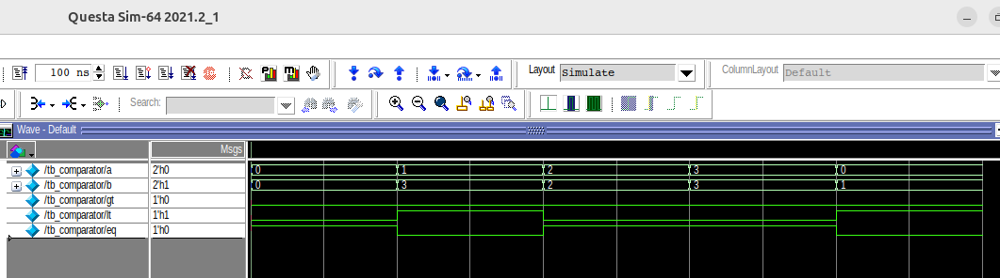 Questa Sim-64 2021.2_1
100 ns Layout Simulate ColumnLayout Default
Search:
Wave - Default
Msgs
/tb_comparator/a 2'h0 0 1 2 3 0
/tb_comparator/b 2'h1 0 3 2 3 1
/tb_comparator/gt 1'h0
/tb_comparator/lt 1'h1
/tb_comparator/eq 1'h0